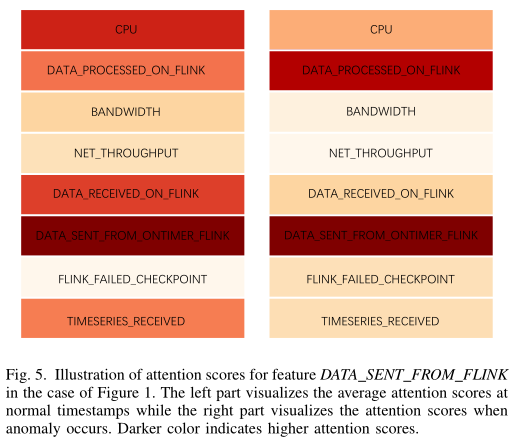 CPU
DATA_PROCESSED_ON_FLINK
BANDWIDTH
NET_THROUGHPUT
DATA_RECEIVED_ON_FLINK
DATA_SENT_FROM_ONTIMER_FLINK
FLINK_FAILED_CHECKPOINT
TIMESERIES_RECEIVED
CPU
DATA_PROCESSED_ON_FLINK
BANDWIDTH
NET_THROUGHPUT
DATA_RECEIVED_ON_FLINK
DATA_SENT_FROM_ONTIMER_FLINK
FLINK_FAILED_CHECKPOINT
TIMESERIES_RECEIVED
Fig. 5. Illustration of attention scores for feature DATA_SENT_FROM_FLINK
in the case of Figure 1. The left part visualizes the average attention scores at
normal timestamps while the right part visualizes the attention scores when
anomaly occurs. Darker color indicates higher attention scores.